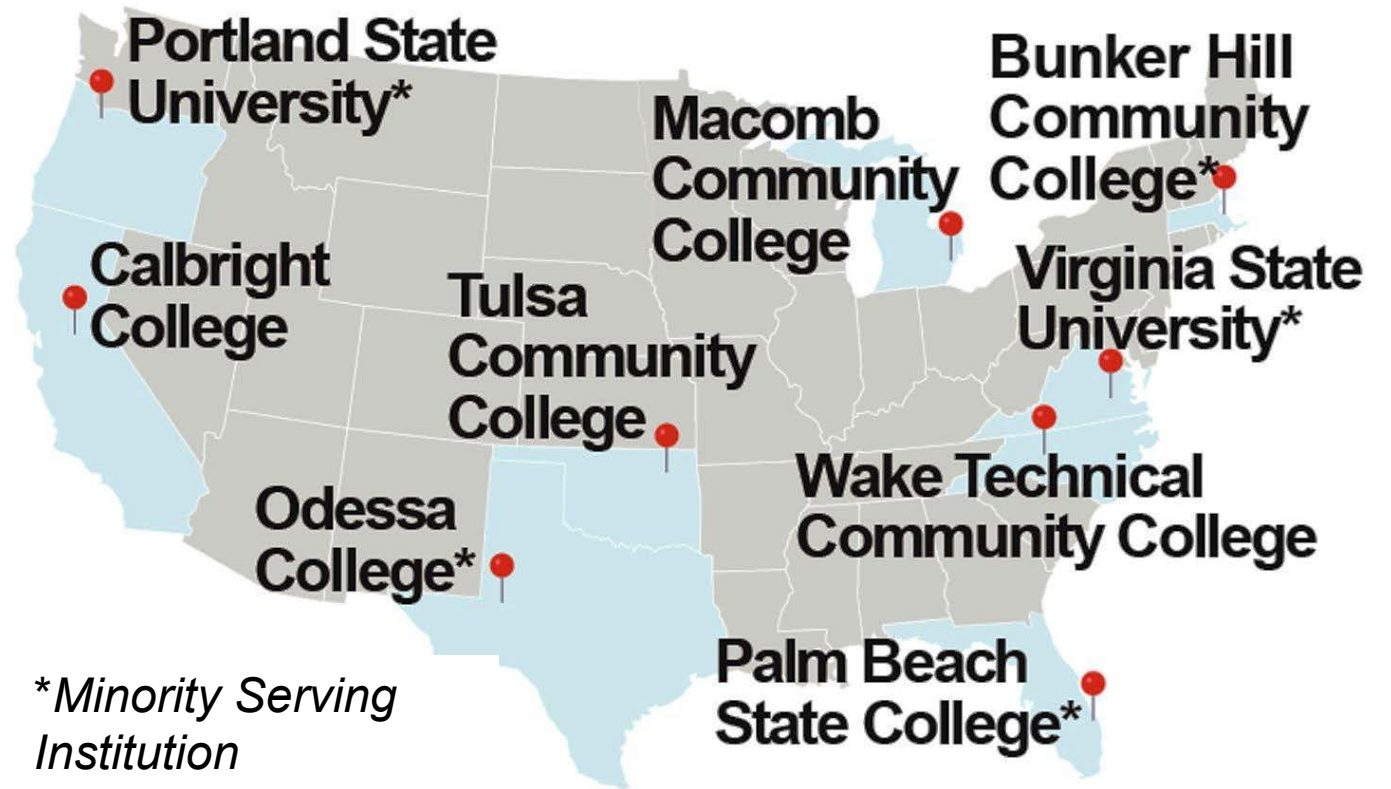 Portland State
University*
Bunker Hill
Community
College*
Macomb
Community
College
Calbright
College
Tulsa
Community
College
Virginia State
University*
Odessa
College*
Wake Technical
Community College
Palm Beach
State College*
*Minority Serving
Institution